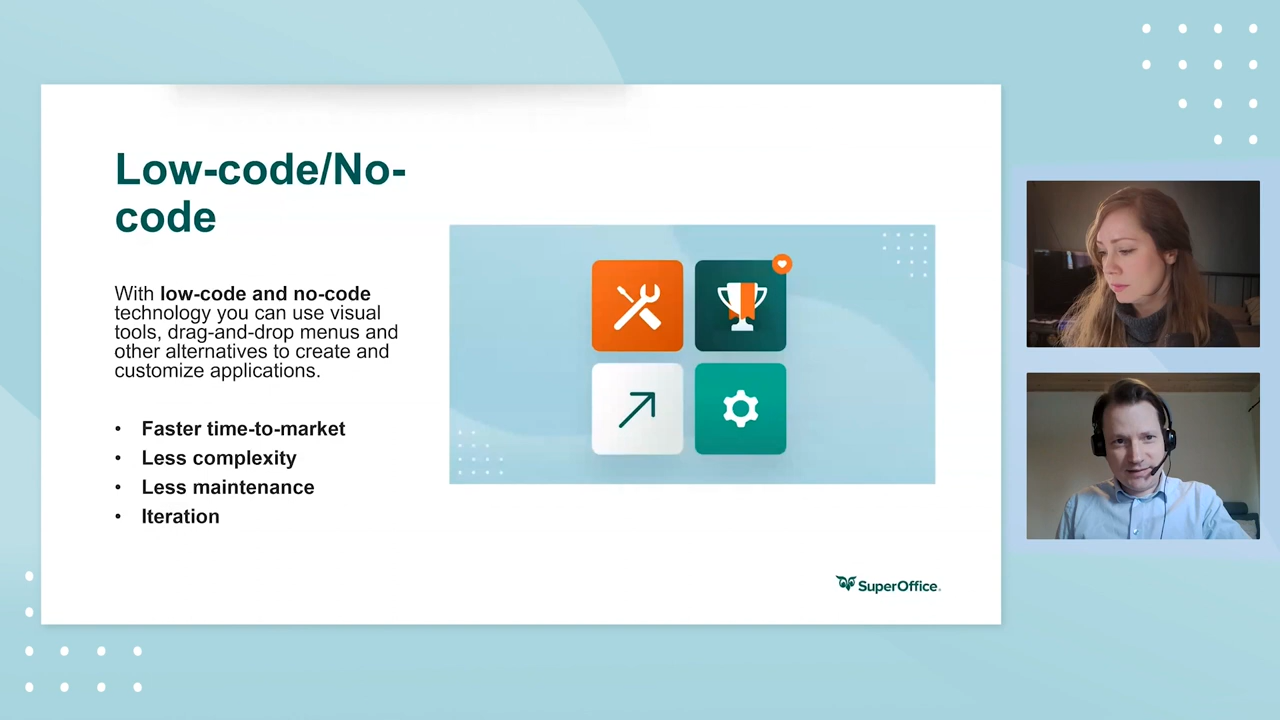 Low-code/No-
code
With low-code and no-code
technology you can use visual
tools, drag-and-drop menus and
other alternatives to create and
customize applications.
• Faster time-to-market
• Less complexity
• Less maintenance
• Iteration
SuperOffice.